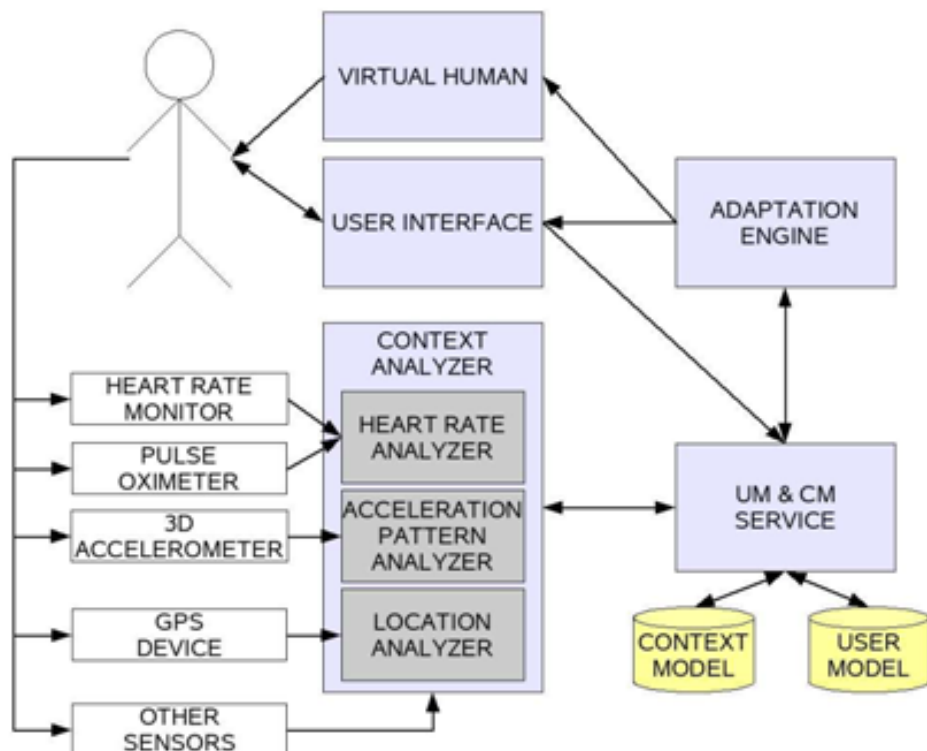 VIRTUAL HUMAN
USER INTERFACE
ADAPTATION
ENGINE
CONTEXT
ANALYZER
HEART RATE
MONITOR
HEART RATE
ANALYZER
PULSE
OXIMETER
3D
ACCELEROMETER
ACCELERATION
PATTERN
ANALYZER
UM & CM
SERVICE
GPS
DEVICE
LOCATION
ANALYZER
CONTEXT
MODEL
USER
MODEL
OTHER
SENSORS